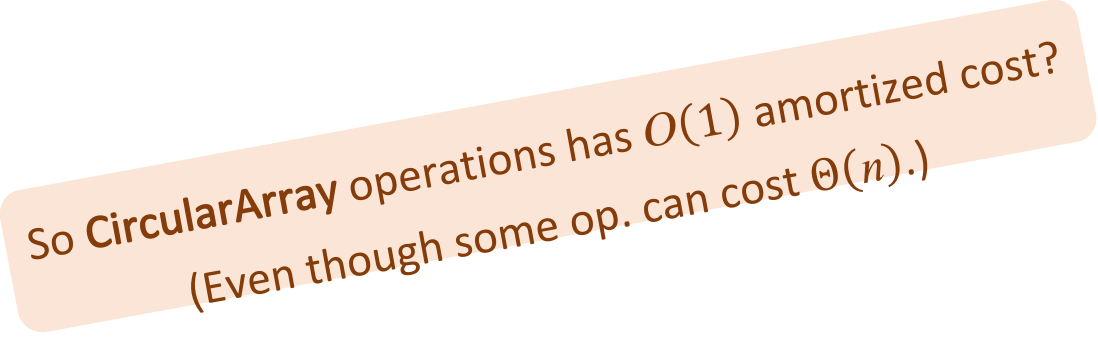 So CircularArray operations has O(1) amortized cost?
(Even though some op. can cost Θ(n).)